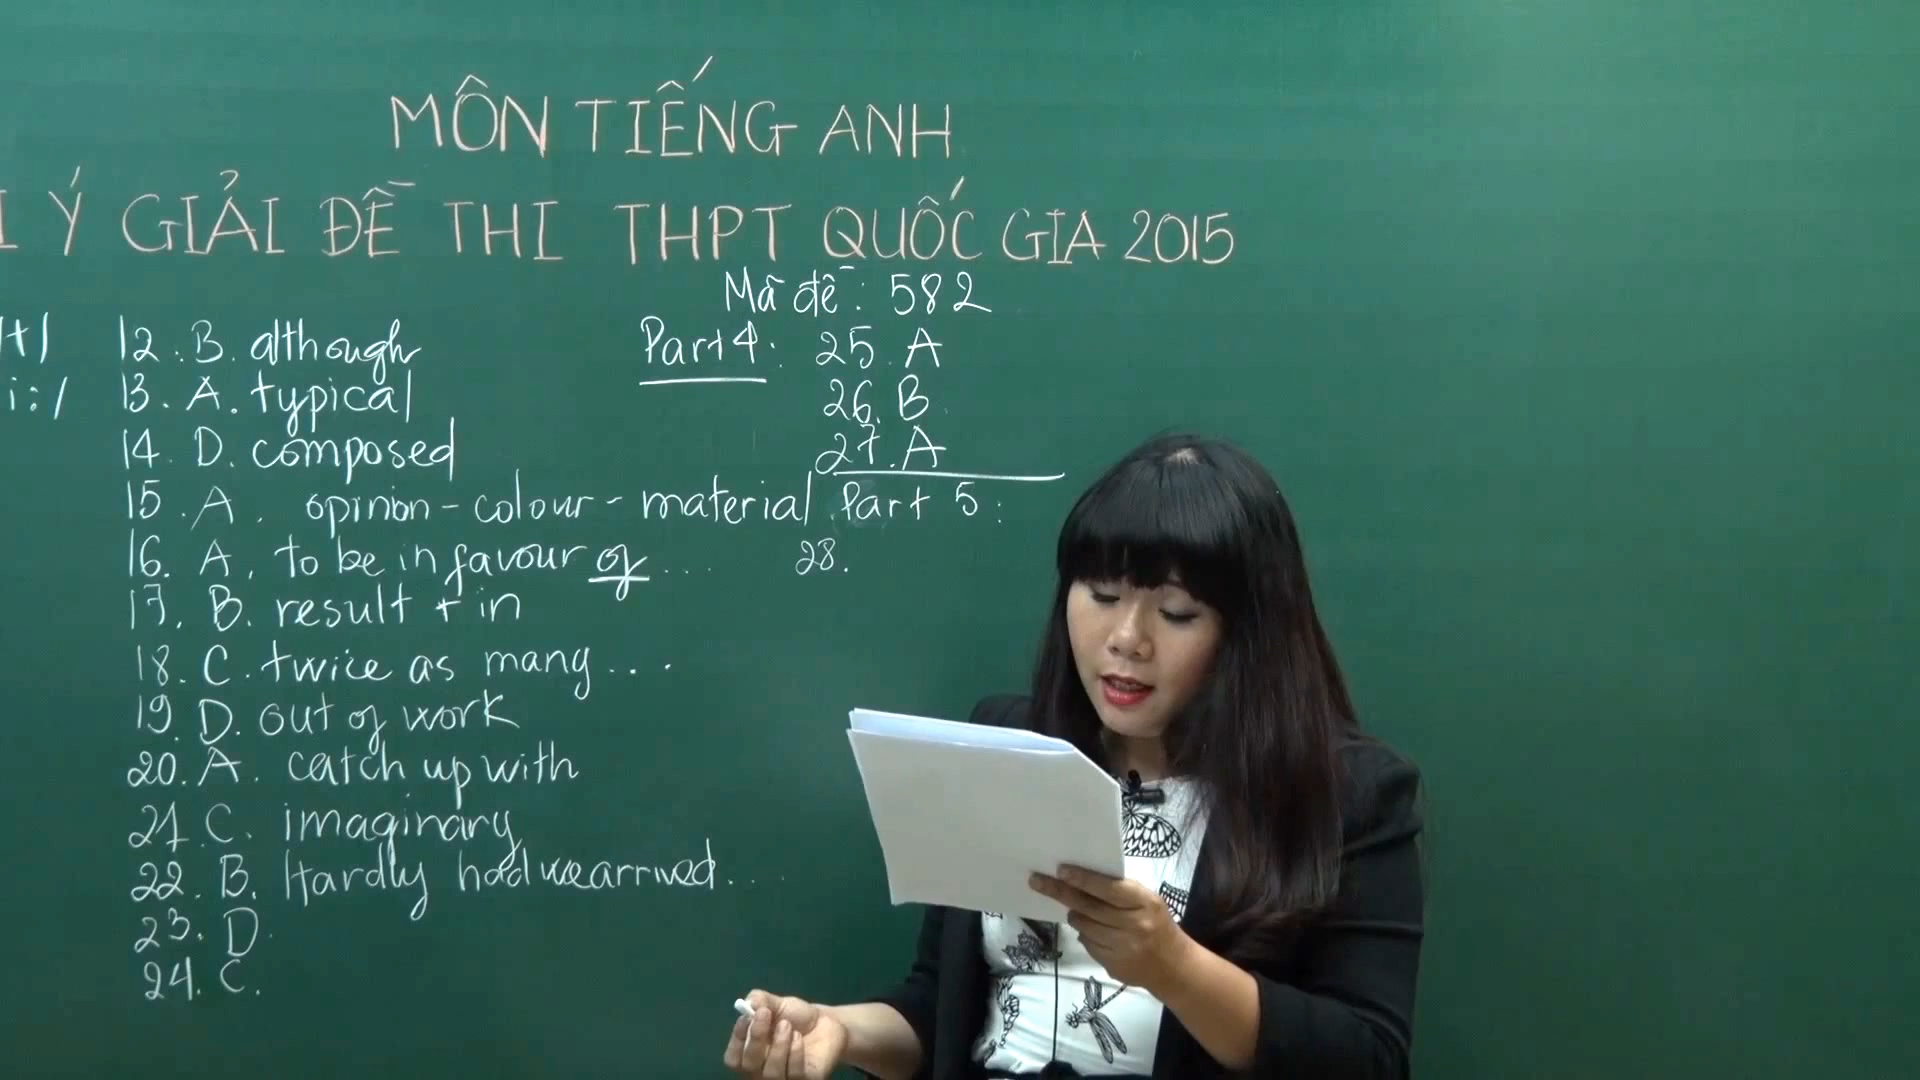 MÔN TIẾNG ANH
I Ý GIẢI ĐỀ THI THPT QUỐC GIA 2015
Mã đề: 582
/t/
i:/
12. B. although
13. A. typical
14. D. composed
15. A. opinion - colour - material
16. A. to be in favour of ...
17. B. result + in
18. C. twice as many ...
19. D. out of work
20. A. catch up with
21. C. imaginary
22. B. Hardly had we arrived ...
23. D.
24. C.
Part 4: 25. A
26. B
27. A
Part 5:
28.